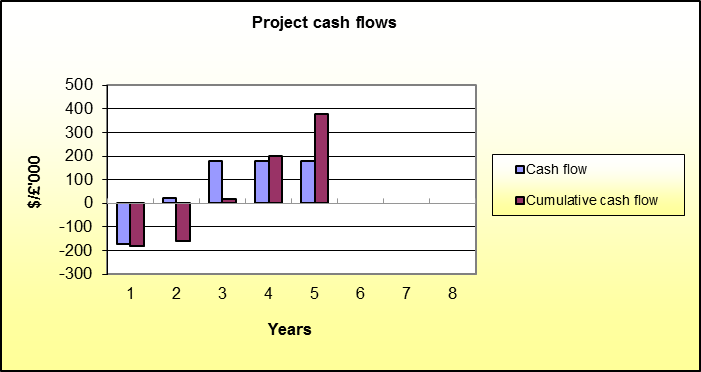 Project cash flows
500
400
300
200
100
0
-100
-200
-300
$/£'000
1 2 3 4 5 6 7 8
Years
Cash flow
Cumulative cash flow